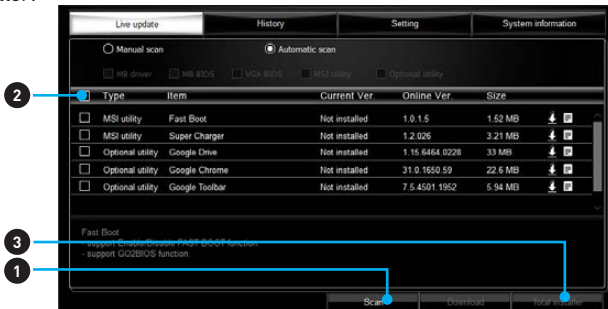 Live update History Setting System information
Manual scan Automatic scan
MB driver MB BIOS VGA BIOS MSI utility Optional utility
2
Type Item Current Ver. Online Ver. Size
MSI utility Fast Boot Not installed 1.0.1.5 1.52 MB
MSI utility Super Charger Not installed 1.2.026 3.21 MB
Optional utility Google Drive Not installed 1.15.6464.0228 33 MB
Optional utility Google Chrome Not installed 31.0.1650.59 22.6 MB
Optional utility Google Toolbar Not installed 7.5.4501.1952 5.94 MB
Fast Boot
- support Enable/Disable FAST BOOT function.
- support GO2BIOS function.
3
1
Scan Download Total installer